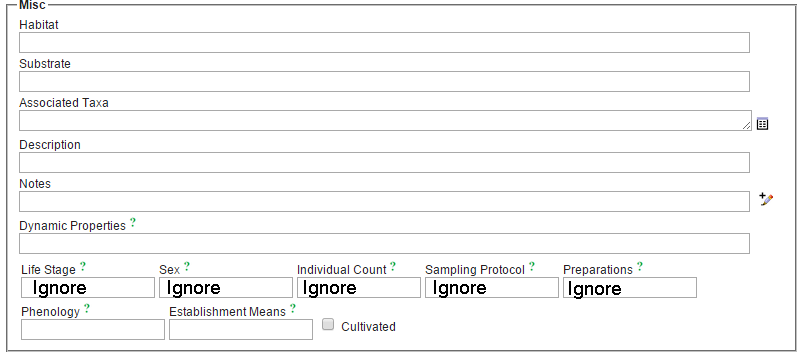 Misc
Habitat
Substrate
Associated Taxa
Description
Notes
Dynamic Properties ?
Life Stage ? Sex ? Individual Count ? Sampling Protocol ? Preparations ?
Ignore Ignore Ignore Ignore Ignore
Phenology ? Establishment Means ? Cultivated